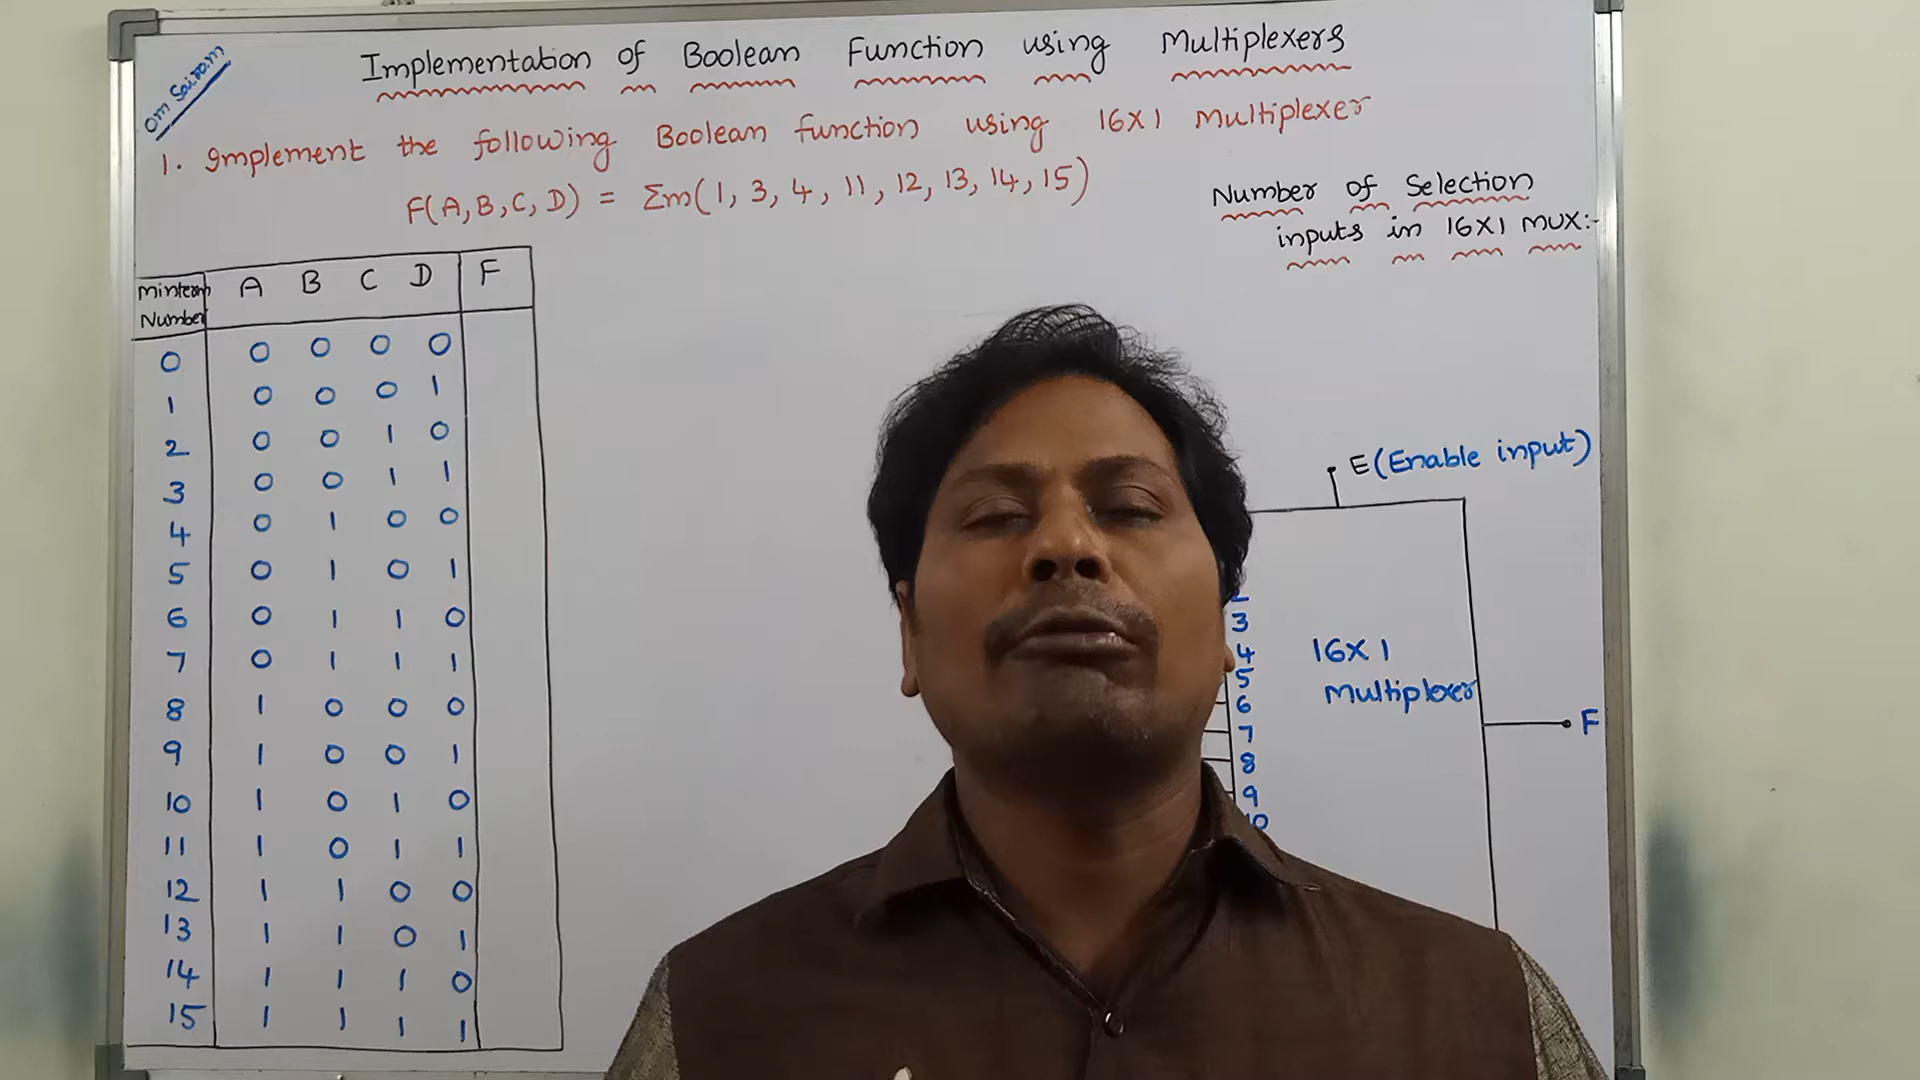 Om Sairam
Implementation of Boolean Function using Multiplexers
1. Implement the following Boolean function using 16X1 Multiplexer
F(A,B,C,D) = Σm(1, 3, 4, 11, 12, 13, 14, 15)
Number of Selection
inputs in 16X1 MUX:-
Minterm Number A B C D F
0 0 0 0 0
1 0 0 0 1
2 0 0 1 0
3 0 0 1 1
4 0 1 0 0
5 0 1 0 1
6 0 1 1 0
7 0 1 1 1
8 1 0 0 0
9 1 0 0 1
10 1 0 1 0
11 1 0 1 1
12 1 1 0 0
13 1 1 0 1
14 1 1 1 0
15 1 1 1 1
E(Enable input)
3
4
5
6
7
8
9
10
16X1
Multiplexer
F